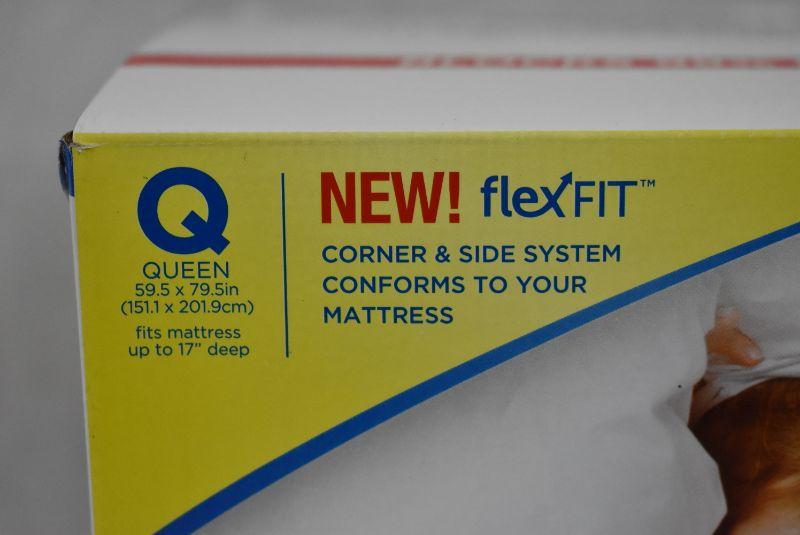 Q
QUEEN
59.5 x 79.5in
(151.1 x 201.9cm)
fits mattress
up to 17" deep
NEW! flexFIT™
CORNER & SIDE SYSTEM
CONFORMS TO YOUR
MATTRESS